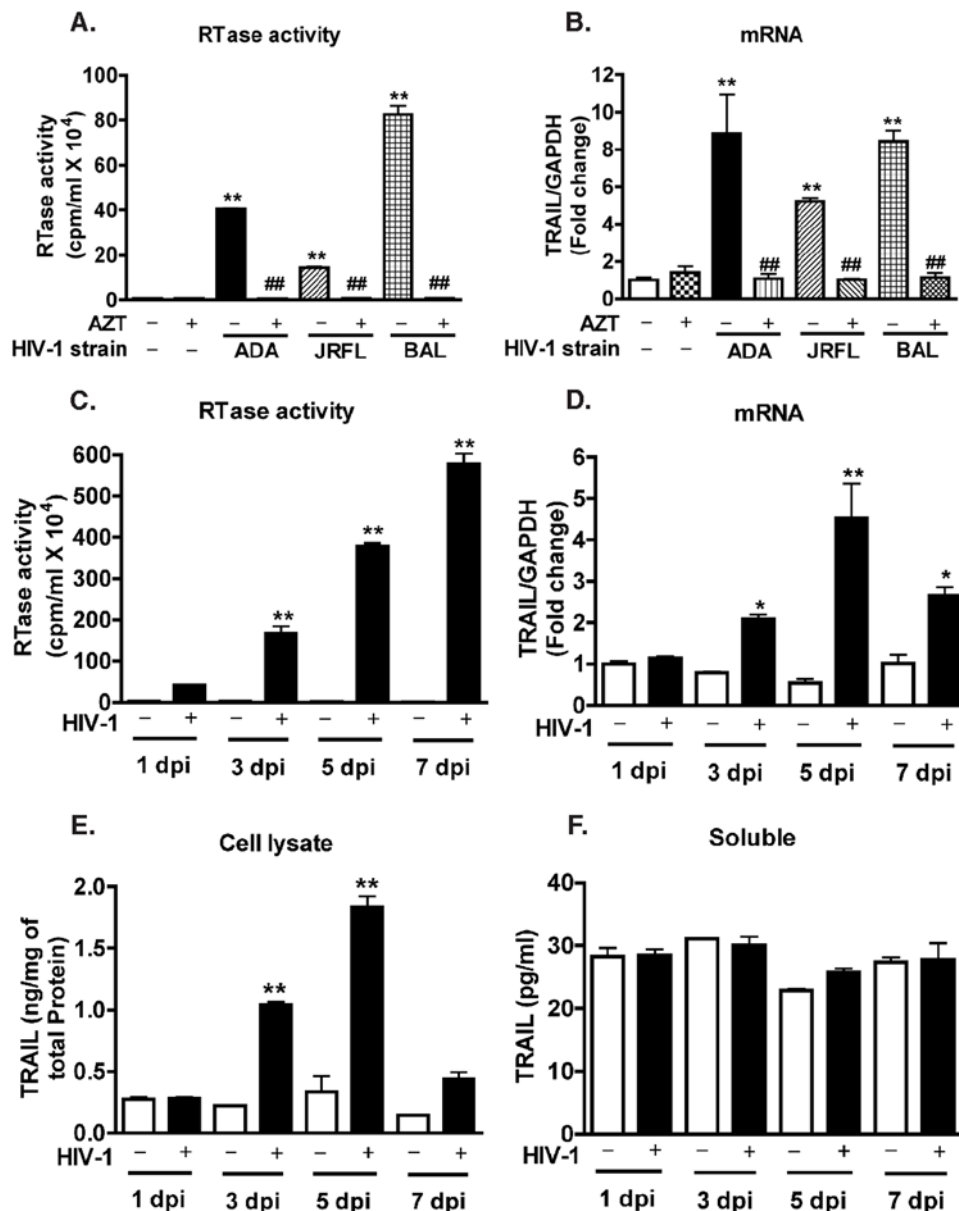 A.
RTase activity
RTase activity
(cpm/ml X 10⁴)
100
80
60
40
20
0
**
**
**
##
##
##
AZT − + − + − + − +
HIV-1 strain − − ADA JRFL BAL
B.
mRNA
TRAIL/GAPDH
(Fold change)
12
10
8
6
4
2
0
**
**
**
##
##
##
AZT − + − + − + − +
HIV-1 strain − − ADA JRFL BAL
C.
RTase activity
RTase activity
(cpm/ml X 10⁴)
600
500
400
300
200
100
0
**
**
**
HIV-1 − + − + − + − +
1 dpi 3 dpi 5 dpi 7 dpi
D.
mRNA
TRAIL/GAPDH
(Fold change)
6
5
4
3
2
1
0
*
**
*
HIV-1 − + − + − + − +
1 dpi 3 dpi 5 dpi 7 dpi
E.
Cell lysate
TRAIL (ng/mg of
total Protein)
2.0
1.5
1.0
0.5
0.0
**
**
HIV-1 − + − + − + − +
1 dpi 3 dpi 5 dpi 7 dpi
F.
Soluble
TRAIL (pg/ml)
40
30
20
10
0
HIV-1 − + − + − + − +
1 dpi 3 dpi 5 dpi 7 dpi